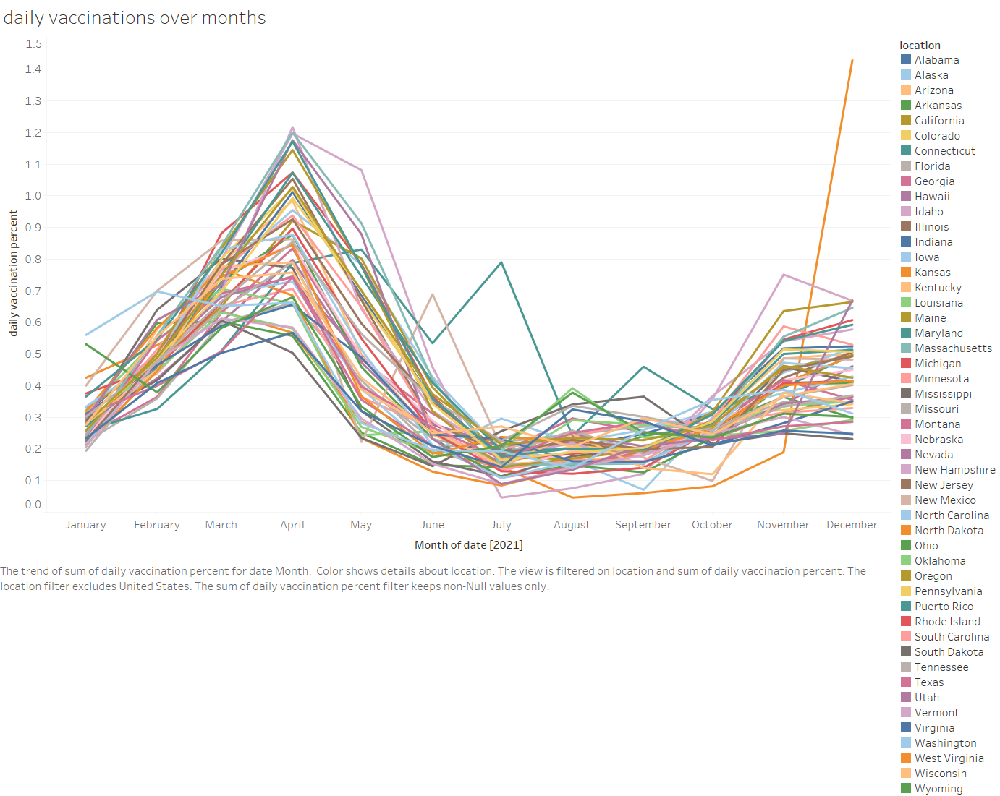 daily vaccinations over months
1.5
1.4
1.3
1.2
1.1
1.0
0.9
0.8
0.7
0.6
0.5
0.4
0.3
0.2
0.1
0.0
daily vaccination percent
January February March April May June July August September October November December
Month of date [2021]
The trend of sum of daily vaccination percent for date Month. Color shows details about location. The view is filtered on location and sum of daily vaccination percent. The
location filter excludes United States. The sum of daily vaccination percent filter keeps non-Null values only.
location
Alabama
Alaska
Arizona
Arkansas
California
Colorado
Connecticut
Florida
Georgia
Hawaii
Idaho
Illinois
Indiana
Iowa
Kansas
Kentucky
Louisiana
Maine
Maryland
Massachusetts
Michigan
Minnesota
Mississippi
Missouri
Montana
Nebraska
Nevada
New Hampshire
New Jersey
New Mexico
North Carolina
North Dakota
Ohio
Oklahoma
Oregon
Pennsylvania
Puerto Rico
Rhode Island
South Carolina
South Dakota
Tennessee
Texas
Utah
Vermont
Virginia
Washington
West Virginia
Wisconsin
Wyoming